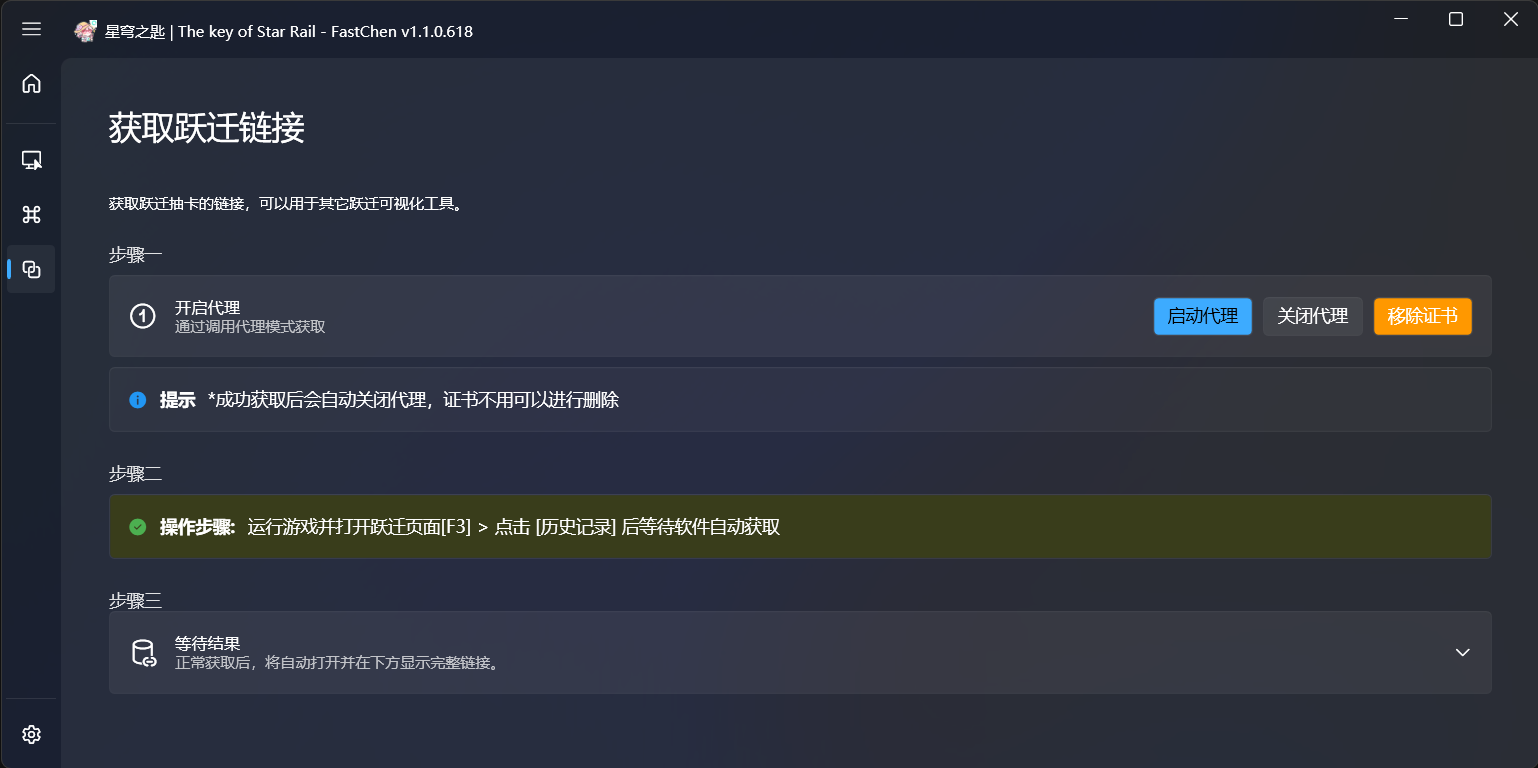 星穹之匙 | The key of Star Rail - FastChen v1.1.0.618
获取跃迁链接
获取跃迁抽卡的链接，可以用于其它跃迁可视化工具。
步骤一
1
开启代理
通过调用代理模式获取
启动代理
关闭代理
移除证书
提示 *成功获取后会自动关闭代理，证书不用可以进行删除
步骤二
操作步骤: 运行游戏并打开跃迁页面[F3] > 点击 [历史记录] 后等待软件自动获取
步骤三
等待结果
正常获取后，将自动打开并在下方显示完整链接。